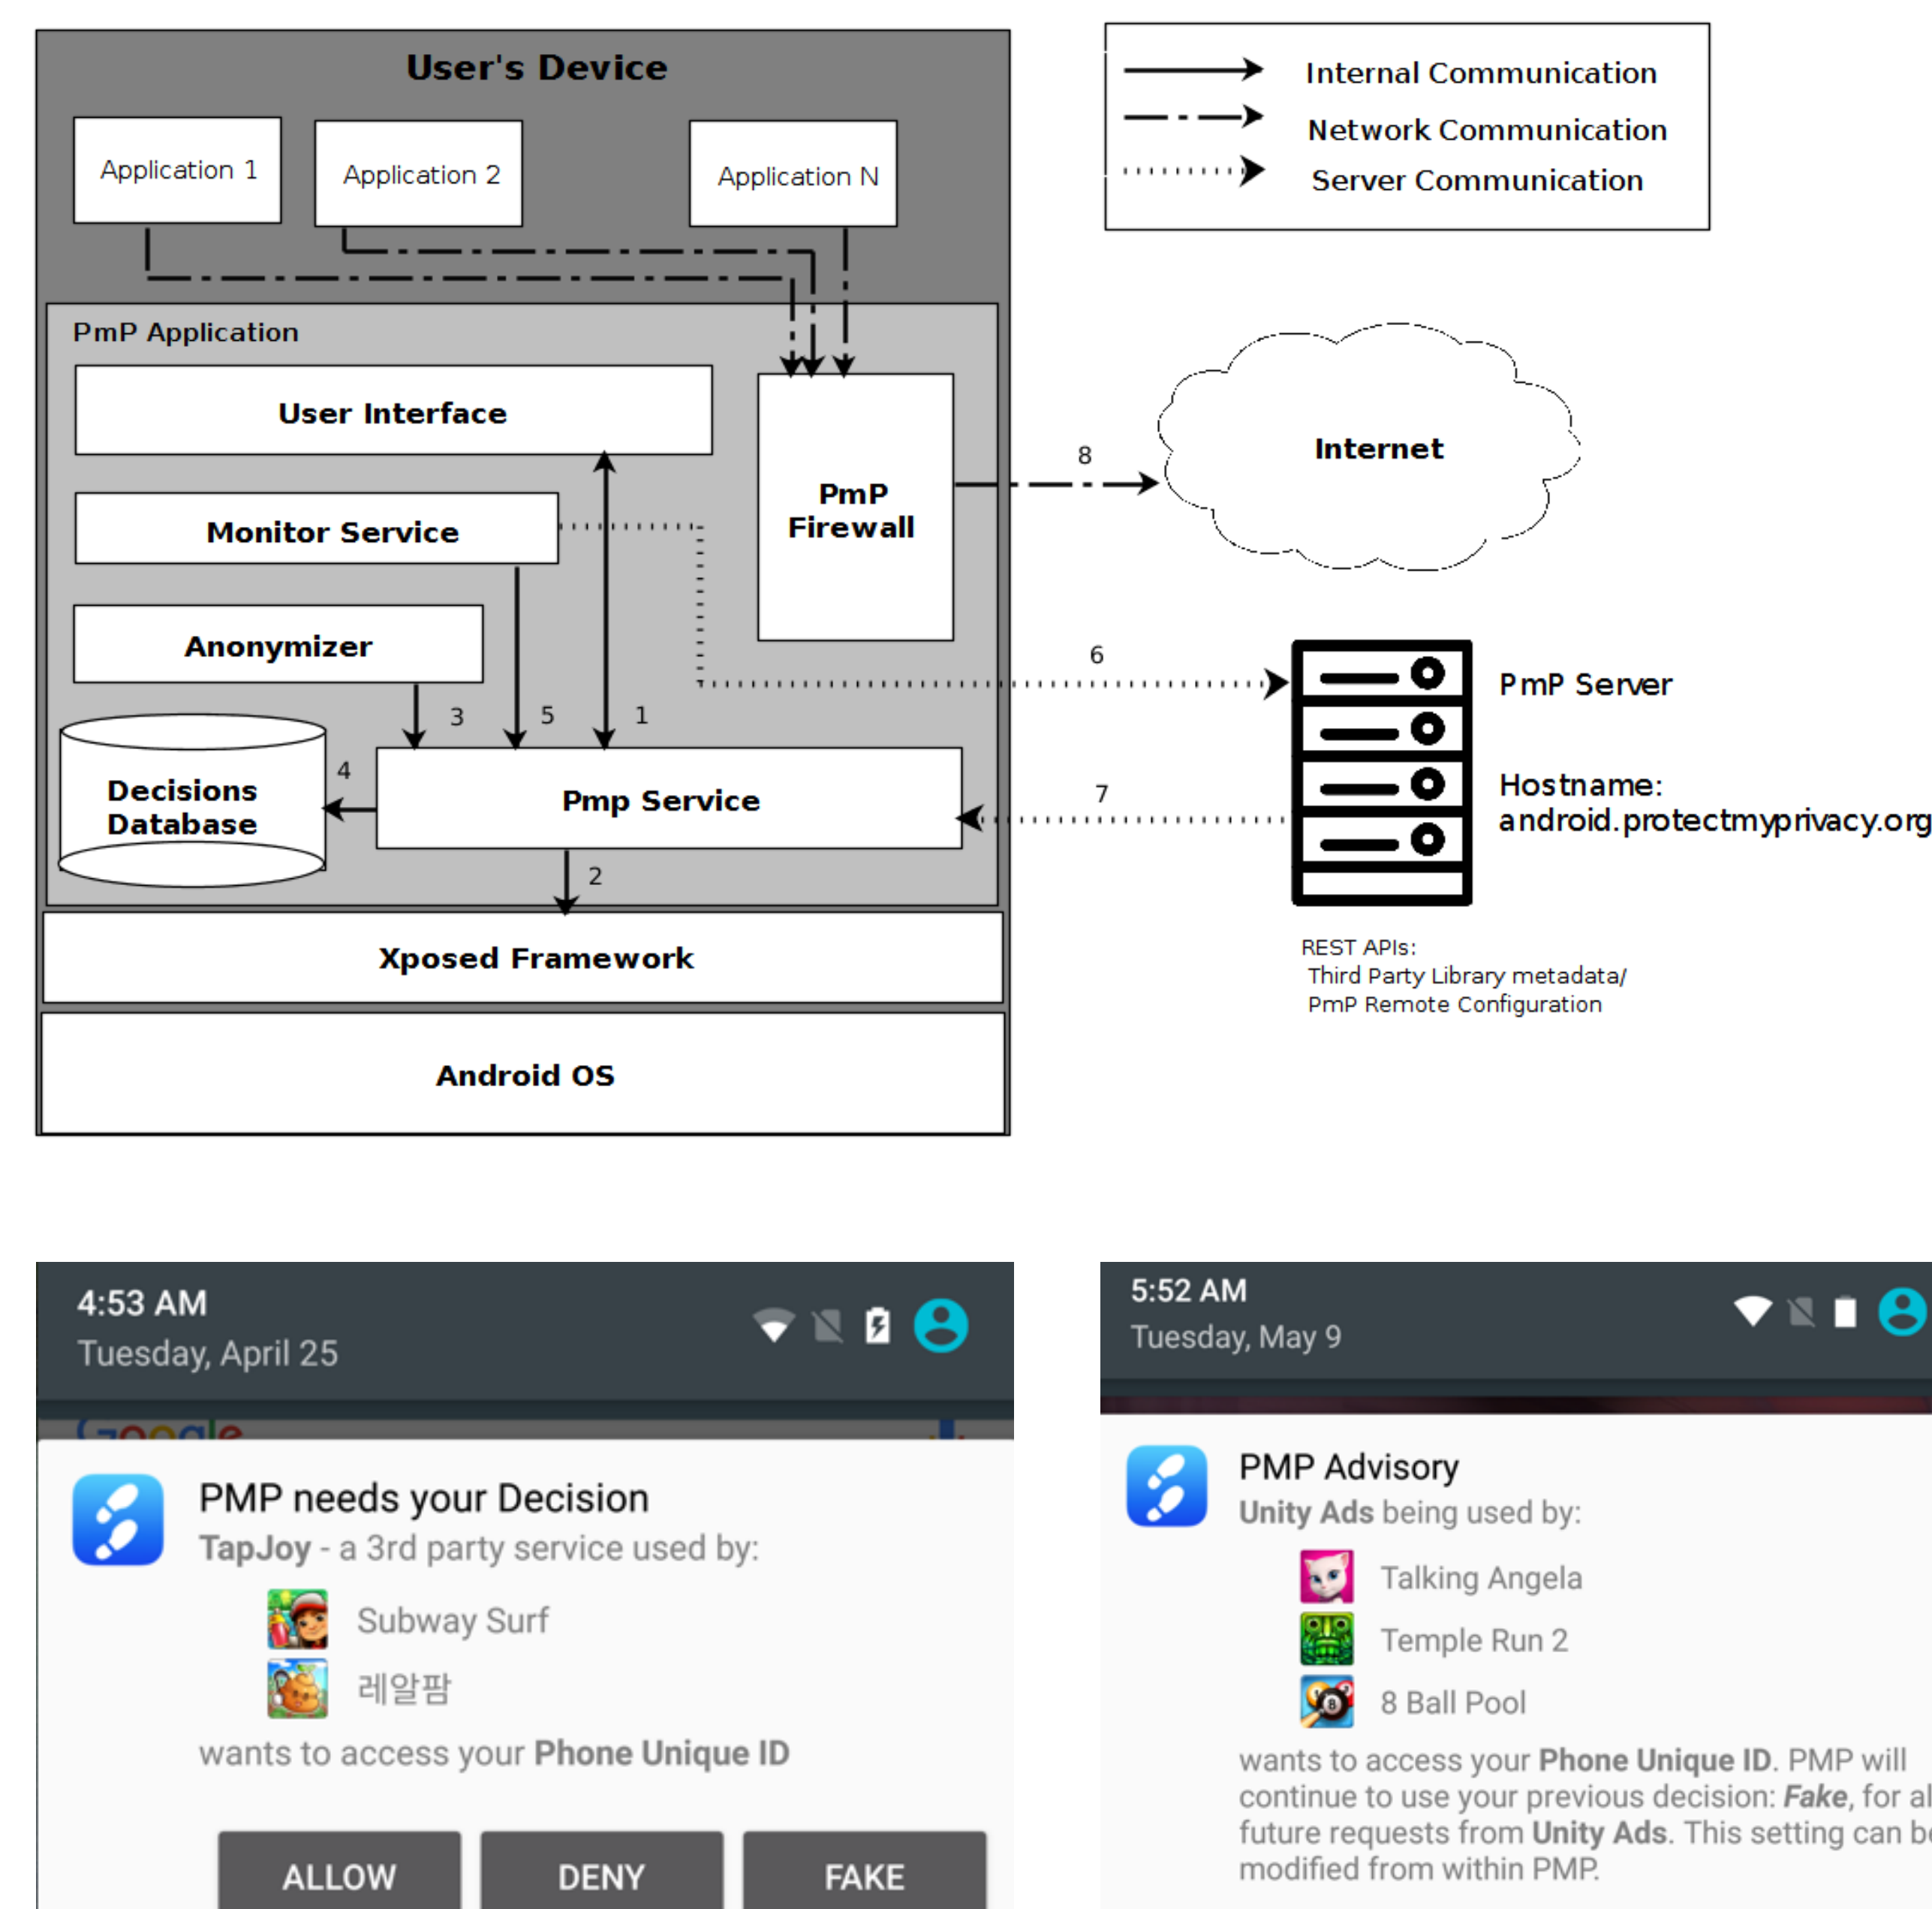 User's Device
Application 1
Application 2
Application N
Internal Communication
Network Communication
Server Communication
PmP Application
User Interface
Monitor Service
Anonymizer
PmP
Firewall
8
Internet
6
3
5
1
4
Decisions
Database
Pmp Service
7
2
PmP Server
Hostname:
android.protectmyprivacy.org
Xposed Framework
REST APIs:
Third Party Library metadata/
PmP Remote Configuration
Android OS
4:53 AM
Tuesday, April 25
Google
PMP needs your Decision
TapJoy - a 3rd party service used by:
Subway Surf
레알팜
wants to access your Phone Unique ID
ALLOW
DENY
FAKE
5:52 AM
Tuesday, May 9
PMP Advisory
Unity Ads being used by:
Talking Angela
Temple Run 2
8 Ball Pool
wants to access your Phone Unique ID. PMP will
continue to use your previous decision: Fake, for al
future requests from Unity Ads. This setting can be
modified from within PMP.